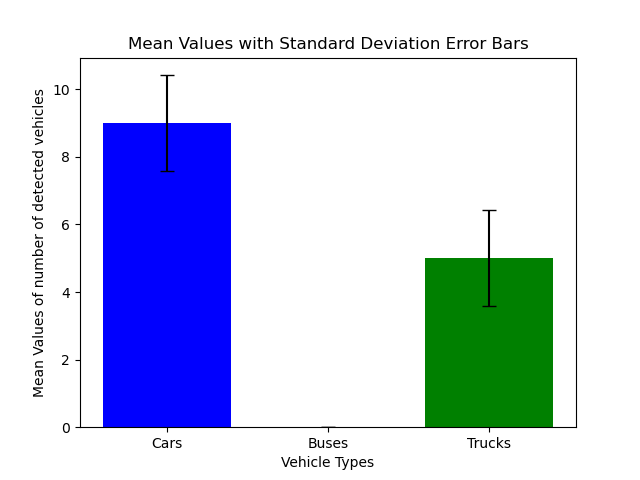 Mean Values with Standard Deviation Error Bars
Mean Values of number of detected vehicles
10
8
6
4
2
0
Cars Buses Trucks
Vehicle Types